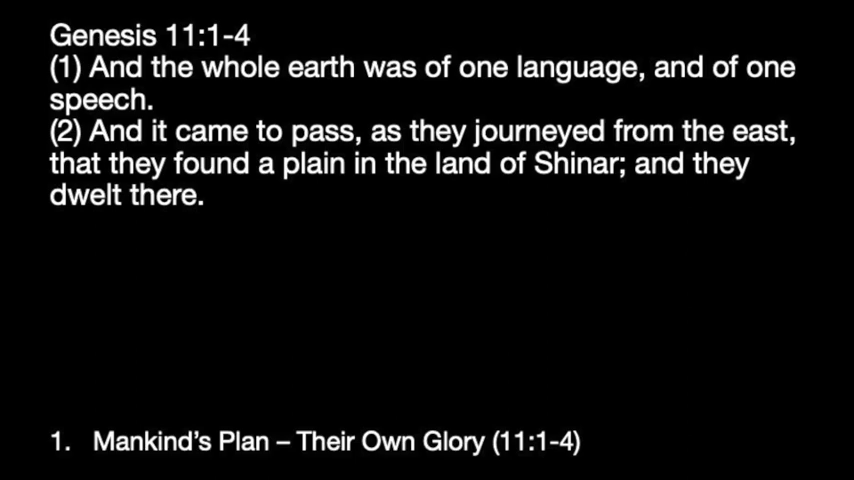 Genesis 11:1-4
(1) And the whole earth was of one language, and of one
speech.
(2) And it came to pass, as they journeyed from the east,
that they found a plain in the land of Shinar; and they
dwelt there.
1. Mankind’s Plan – Their Own Glory (11:1-4)